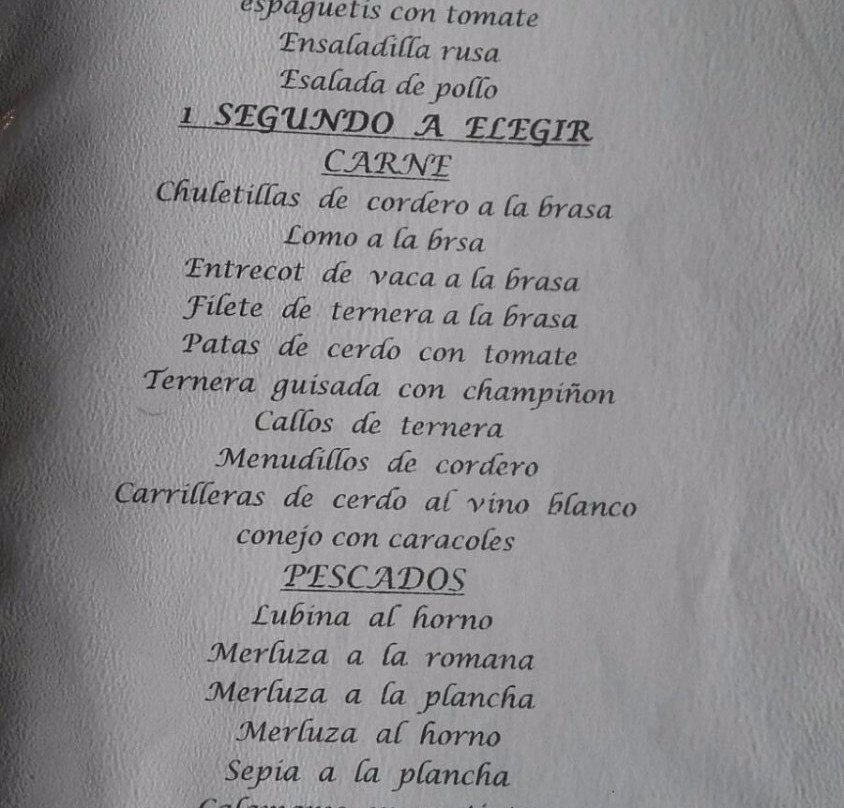 espaguetis con tomate
Ensaladilla rusa
Esalada de pollo
1 SEGUNDO A ELEGIR
CARNE
Chuletillas de cordero a la brasa
Lomo a la brsa
Entrecot de vaca a la brasa
Filete de ternera a la brasa
Patas de cerdo con tomate
Ternera guisada con champiñon
Callos de ternera
Menudillos de cordero
Carrilleras de cerdo al vino blanco
conejo con caracoles
PESCADOS
Lubina al horno
Merluza a la romana
Merluza a la plancha
Merluza al horno
Sepia a la plancha